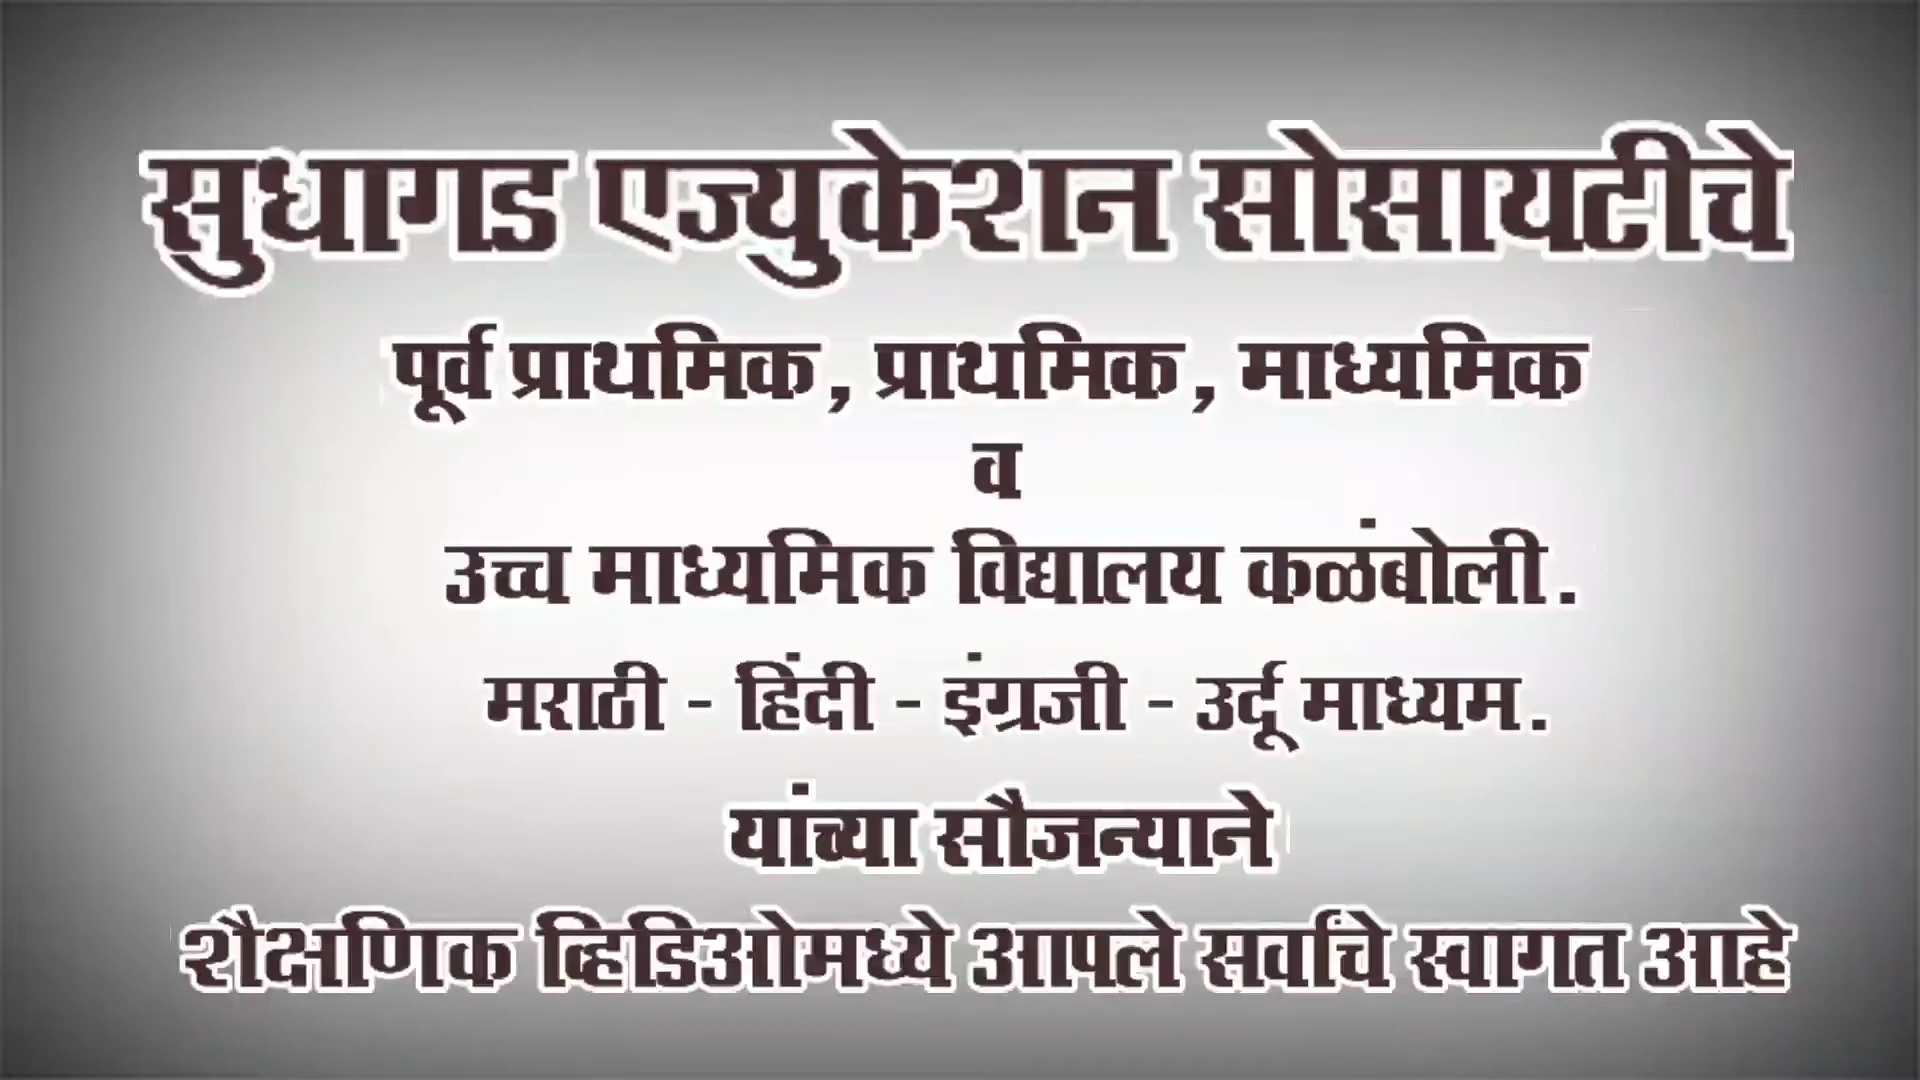 सुधागड एज्युकेशन सोसायटीचे
पूर्व प्राथमिक, प्राथमिक, माध्यमिक
व
उच्च माध्यमिक विद्यालय कळंबोली.
मराठी - हिंदी - इंग्रजी - उर्दू माध्यम.
यांच्या सौजन्याने
शैक्षणिक व्हिडिओमध्ये आपले सर्वांचे स्वागत आहे